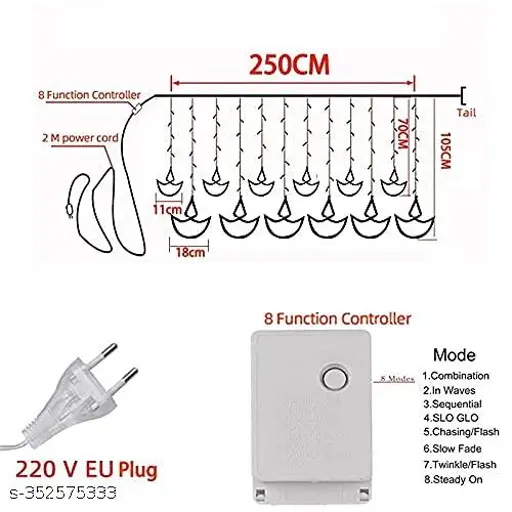 250CM
8 Function Controller
Tail
70CM
105CM
2 M power cord
11cm
18cm
8 Function Controller
Mode
8 Modes
1.Combination
2.In Waves
3.Sequential
4.SLO GLO
5.Chasing/Flash
6.Slow Fade
7.Twinkle/Flash
8.Steady On
220 V EU Plug
s-352575333